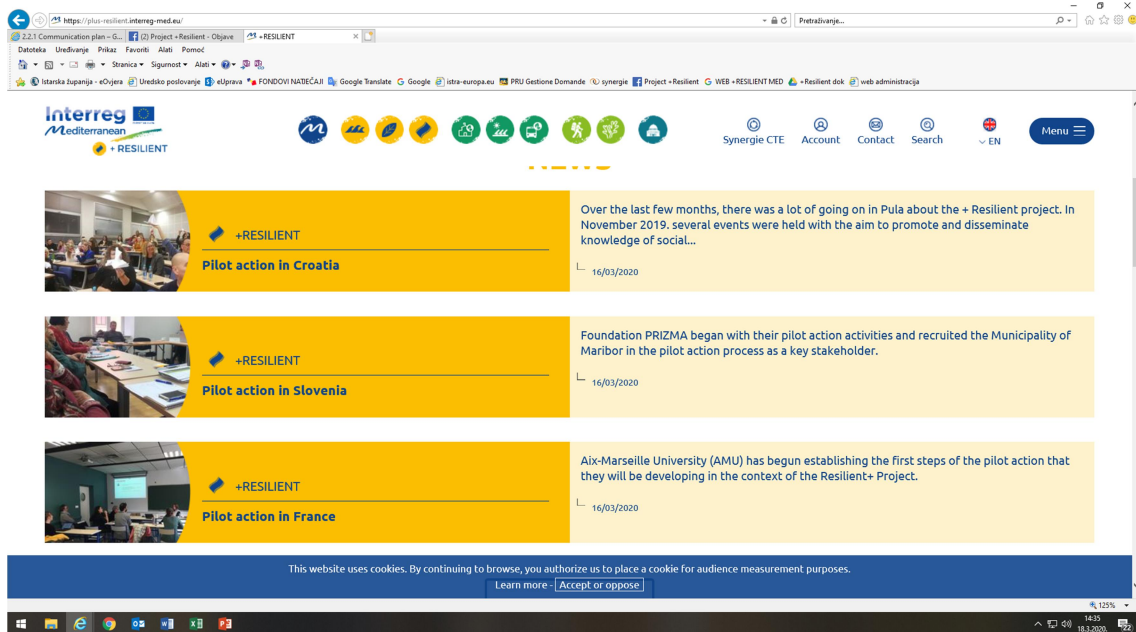 https://plus-resilient.interreg-med.eu/
Pretraživanje...
2.2.1 Communication plan – G...
(2) Project +Resilient - Objave
+RESILIENT
Datoteka Uređivanje Prikaz Favoriti Alati Pomoć
Stranica Sigurnost Alati
Istarska županija - eOvjera Uredsko poslovanje eUprava FONDOVI NATJEČAJI Google Translate Google istra-europa.eu PRU Gestione Domande synergie Project +Resilient WEB +RESILIENT MED +Resilient dok web administracija
Interreg
Mediterranean
+ RESILIENT
Synergie CTE Account Contact Search EN
Menu
NEWS
+RESILIENT
Pilot action in Croatia
Over the last few months, there was a lot of going on in Pula about the + Resilient project. In
November 2019. several events were held with the aim to promote and disseminate
knowledge of social...
16/03/2020
+RESILIENT
Pilot action in Slovenia
Foundation PRIZMA began with their pilot action activities and recruited the Municipality of
Maribor in the pilot action process as a key stakeholder.
16/03/2020
+RESILIENT
Pilot action in France
Aix-Marseille University (AMU) has begun establishing the first steps of the pilot action that
they will be developing in the context of the Resilient+ Project.
16/03/2020
This website uses cookies. By continuing to browse, you authorize us to place a cookie for audience measurement purposes.
Learn more - Accept or oppose
125%
14:35
18.3.2020.
22